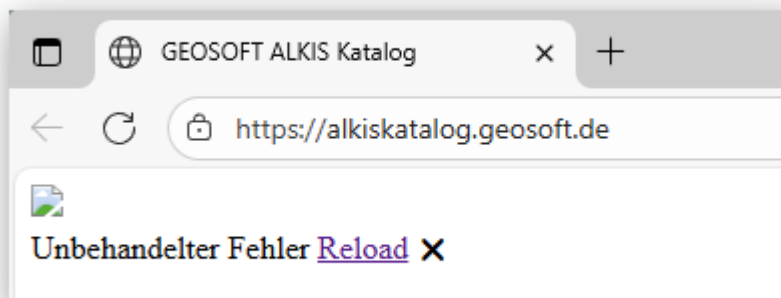 GEOSOFT ALKIS Katalog
https://alkiskatalog.geosoft.de
Unbehandelter Fehler Reload 🗙